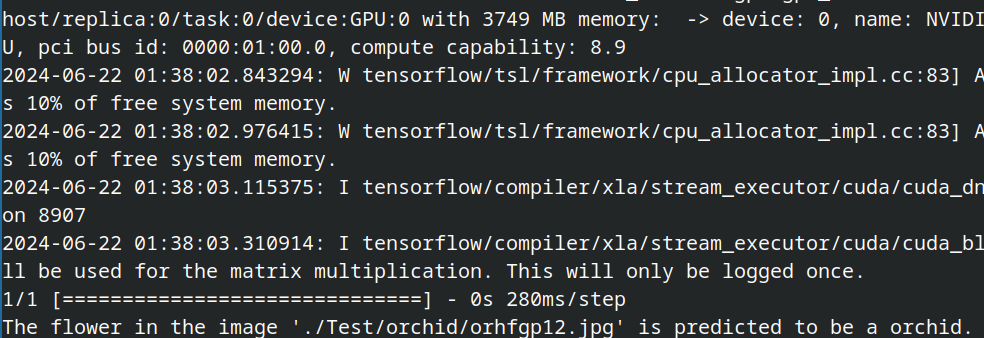 host/replica:0/task:0/device:GPU:0 with 3749 MB memory:  -> device: 0, name: NVIDI
U, pci bus id: 0000:01:00.0, compute capability: 8.9
2024-06-22 01:38:02.843294: W tensorflow/tsl/framework/cpu_allocator_impl.cc:83] A
s 10% of free system memory.
2024-06-22 01:38:02.976415: W tensorflow/tsl/framework/cpu_allocator_impl.cc:83] A
s 10% of free system memory.
2024-06-22 01:38:03.115375: I tensorflow/compiler/xla/stream_executor/cuda/cuda_dn
on 8907
2024-06-22 01:38:03.310914: I tensorflow/compiler/xla/stream_executor/cuda/cuda_bl
ll be used for the matrix multiplication. This will only be logged once.
1/1 [==============================] - 0s 280ms/step
The flower in the image './Test/orchid/orhfgp12.jpg' is predicted to be a orchid.